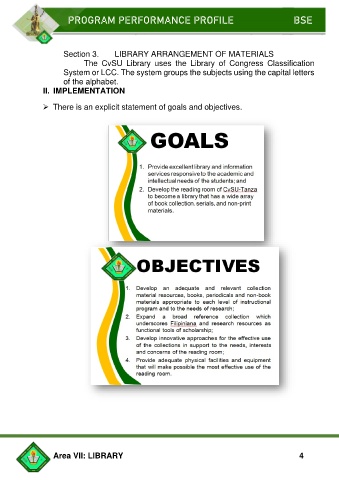 PROGRAM PERFORMANCE PROFILE BSE
Section 3. LIBRARY ARRANGEMENT OF MATERIALS
The CvSU Library uses the Library of Congress Classification
System or LCC. The system groups the subjects using the capital letters
of the alphabet.
II. IMPLEMENTATION
➢ There is an explicit statement of goals and objectives.
GOALS
1. Provide excellent library and information
services responsive to the academic and
intellectual needs of the students; and
2. Develop the reading room of CvSU-Tanza
to become a library that has a wide array
of book collection, serials, and non-print
materials.
OBJECTIVES
1. Develop an adequate and relevant collection
material resources, books, periodicals and non-book
materials appropriate to each level of instructional
program and to the needs of research;
2. Expand a broad reference collection which
underscores Filipiniana and research resources as
functional tools of scholarship;
3. Develop innovative approaches for the effective use
of the collections in support to the needs, interests
and concerns of the reading room;
4. Provide adequate physical facilities and equipment
that will make possible the most effective use of the
reading room.
Area VII: LIBRARY 4